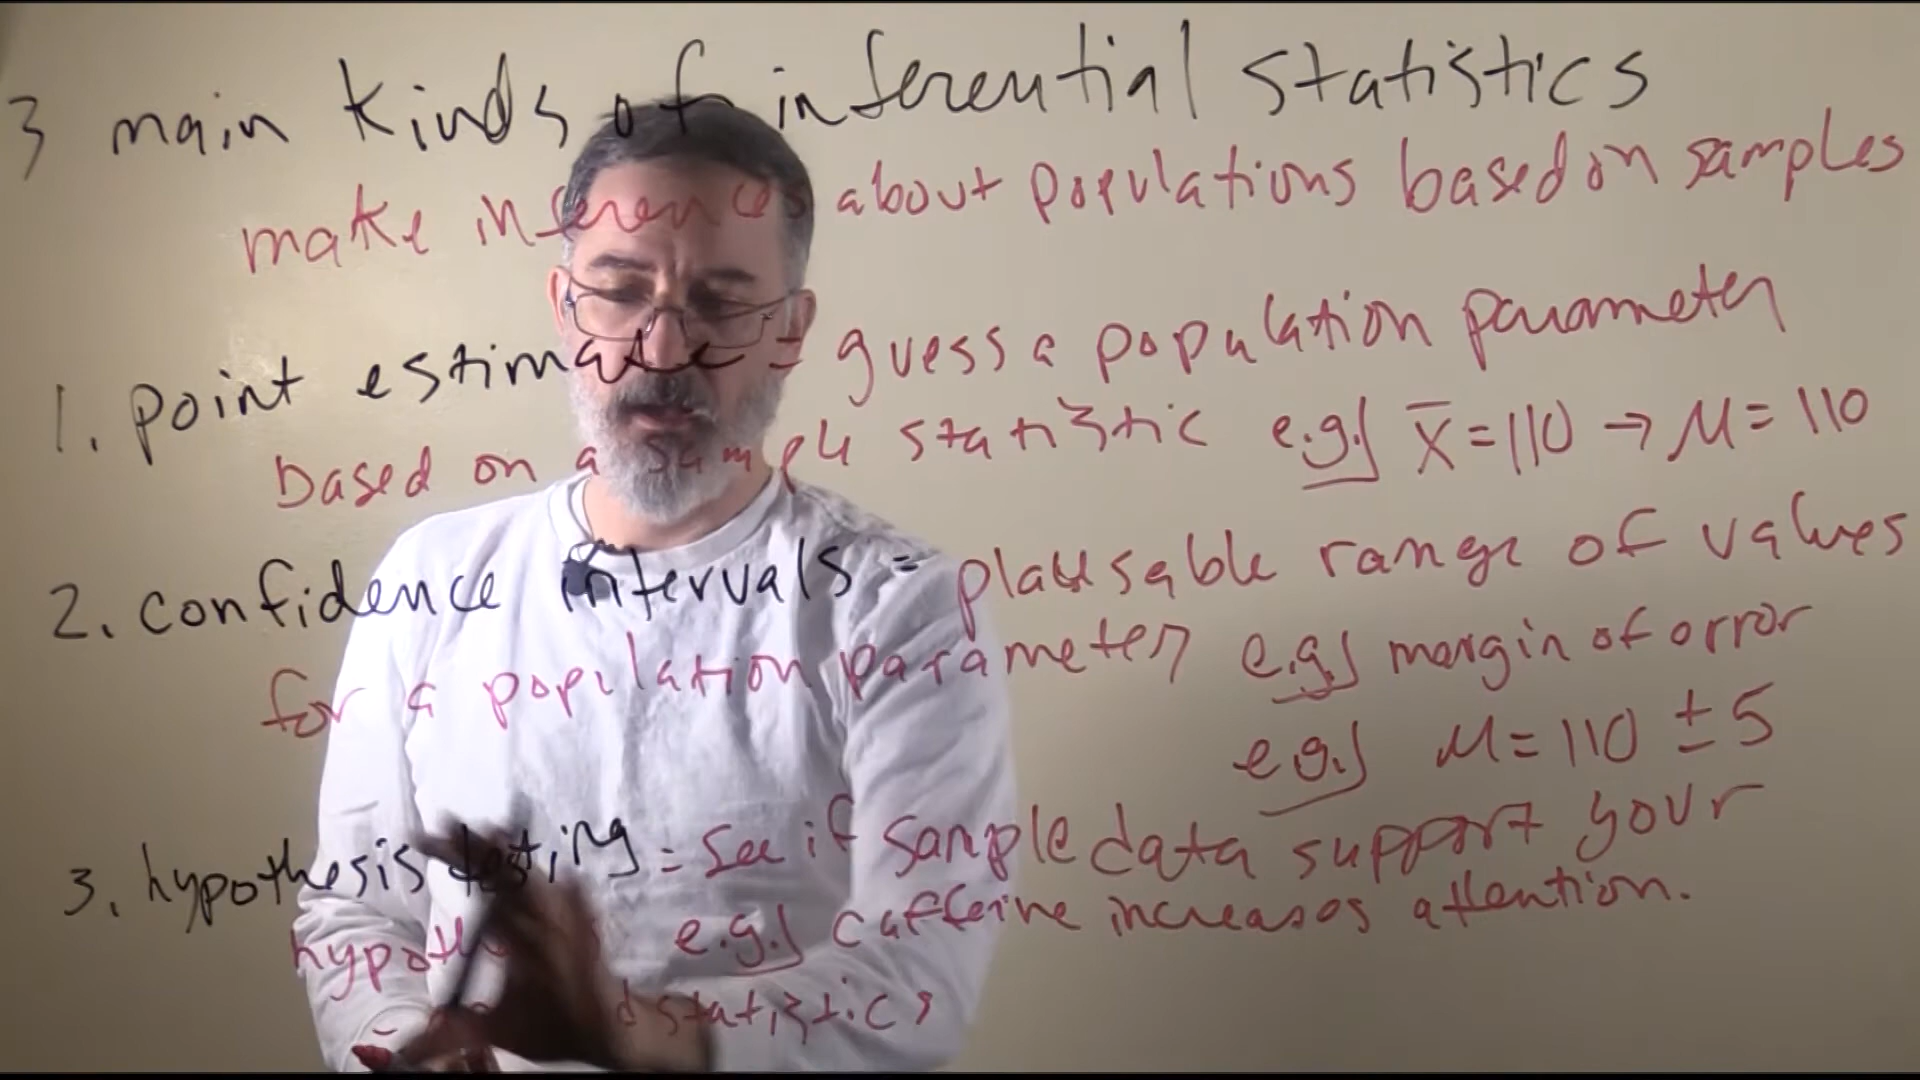 3 main kinds of inferential statistics
make inferences about populations based on samples
1. point estimate = guess a population parameter
based on a sample statistic e.g., x̄ = 110 → μ = 110
2. confidence intervals = plausable range of values
for a population parameter e.g., margin of error
e.g., μ = 110 ± 5
3. hypothesis testing = see if sample data support your
e.g., caffeine increases attention.
statistics